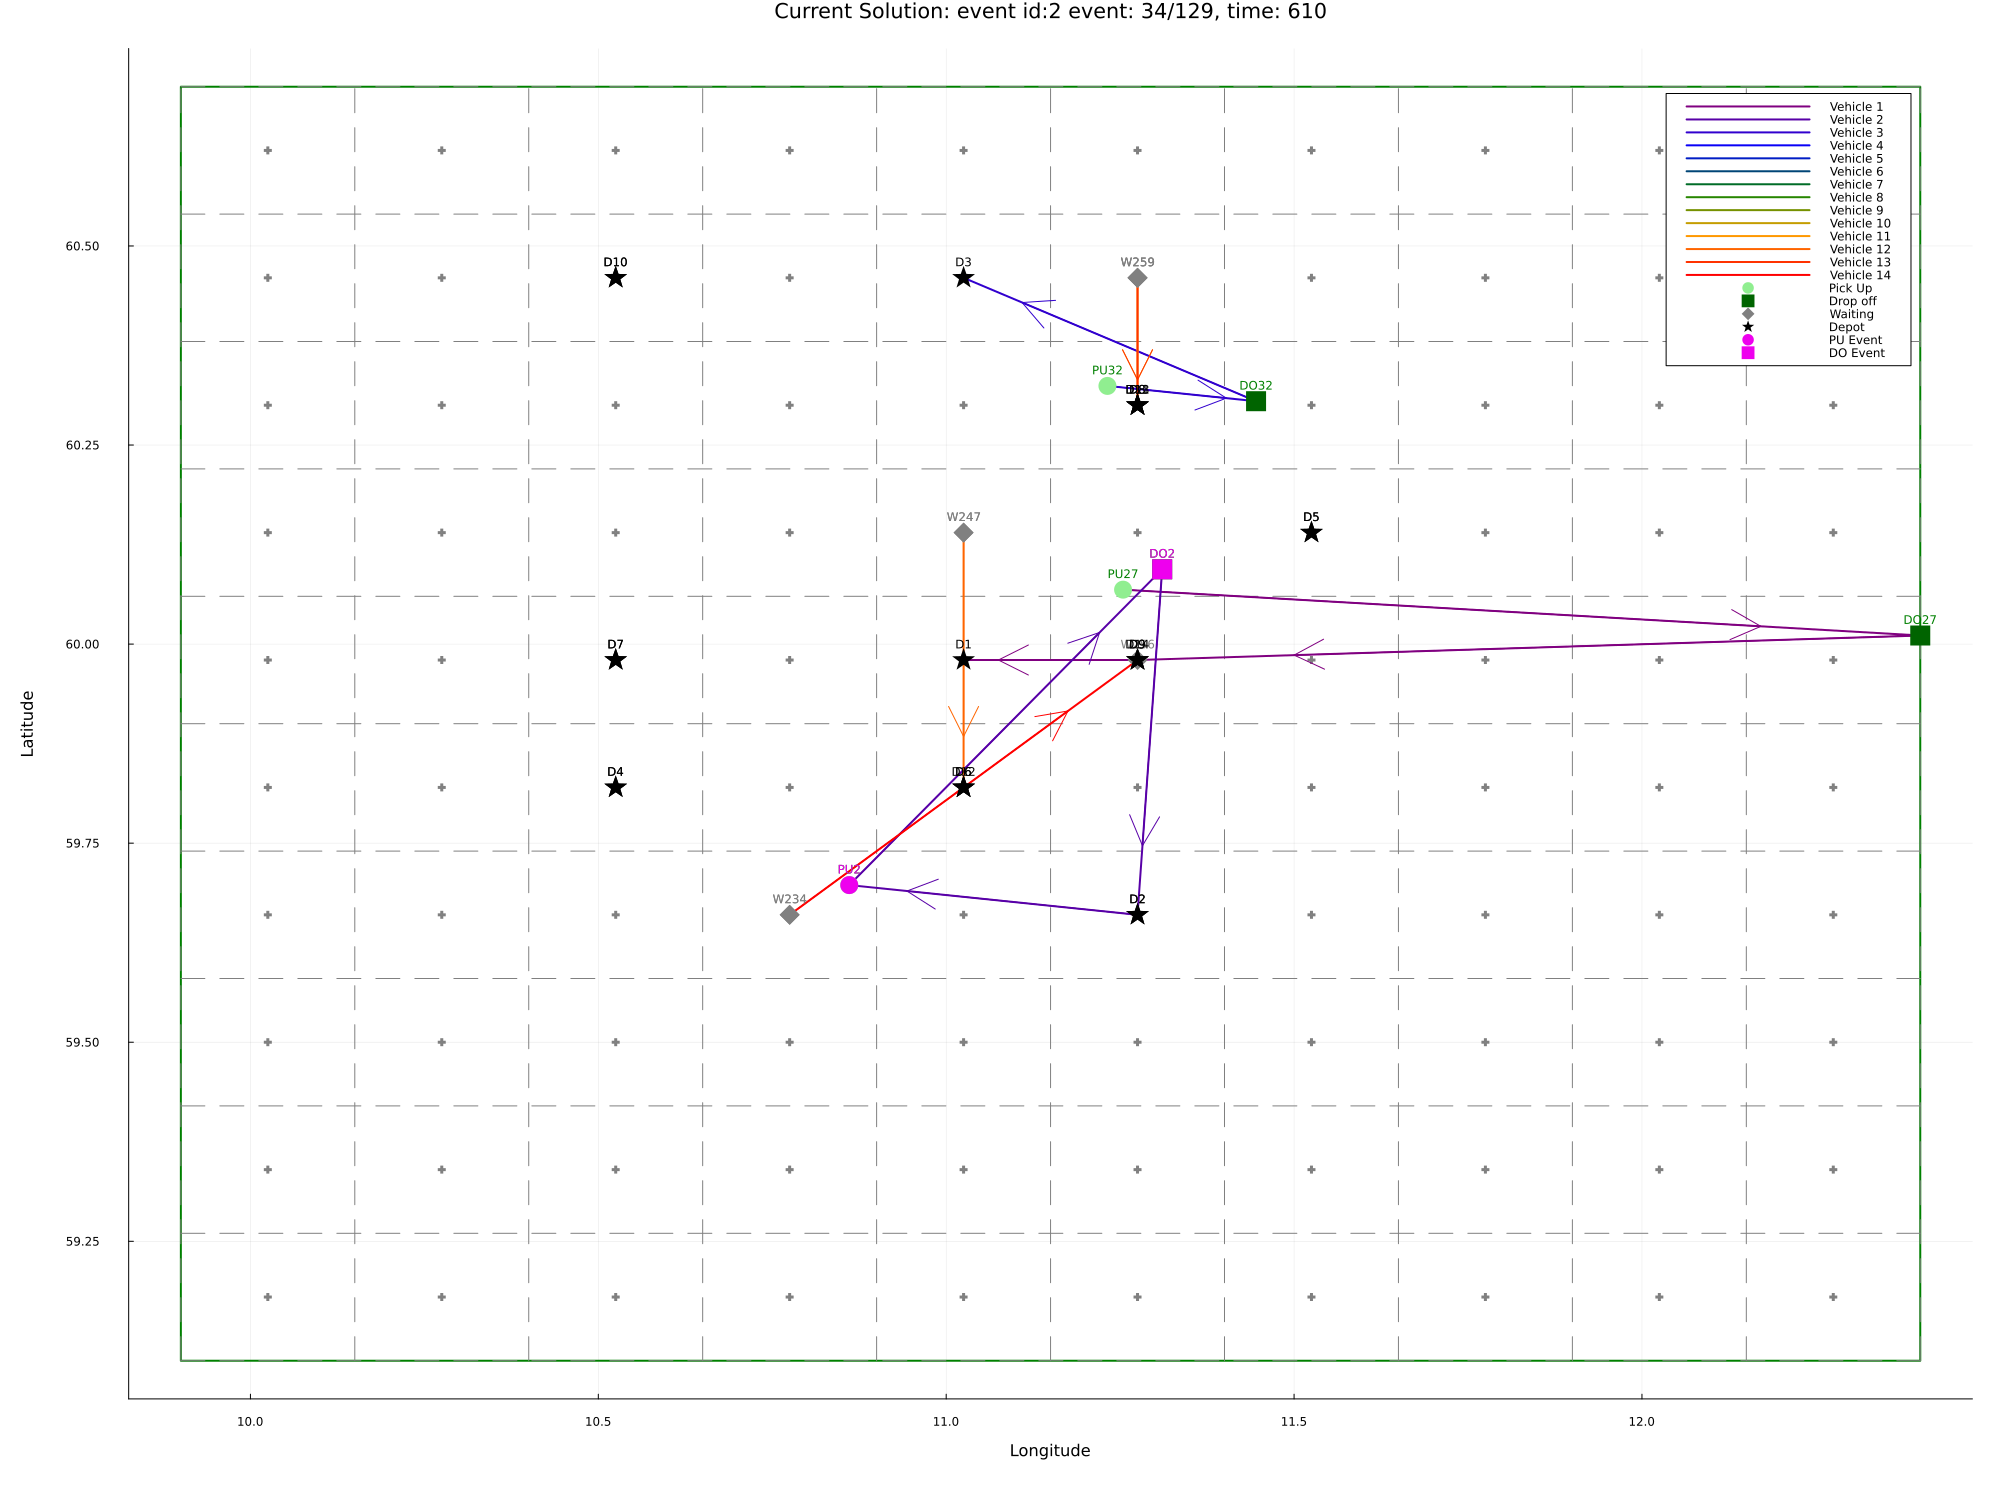 Current Solution: event id:2 event: 34/129, time: 610
Vehicle 1
Vehicle 2
Vehicle 3
Vehicle 4
Vehicle 5
Vehicle 6
Vehicle 7
Vehicle 8
Vehicle 9
Vehicle 10
Vehicle 11
Vehicle 12
Vehicle 13
Vehicle 14
Pick Up
Drop off
Waiting
Depot
PU Event
DO Event
60.50
D10
D3
W259
PU32
DO32
60.25
W247
D5
DO2
PU27
DO27
60.00
D7
D1
D4
59.75
PU2
W234
D2
59.50
59.25
10.0
10.5
11.0
11.5
12.0
Longitude
Latitude